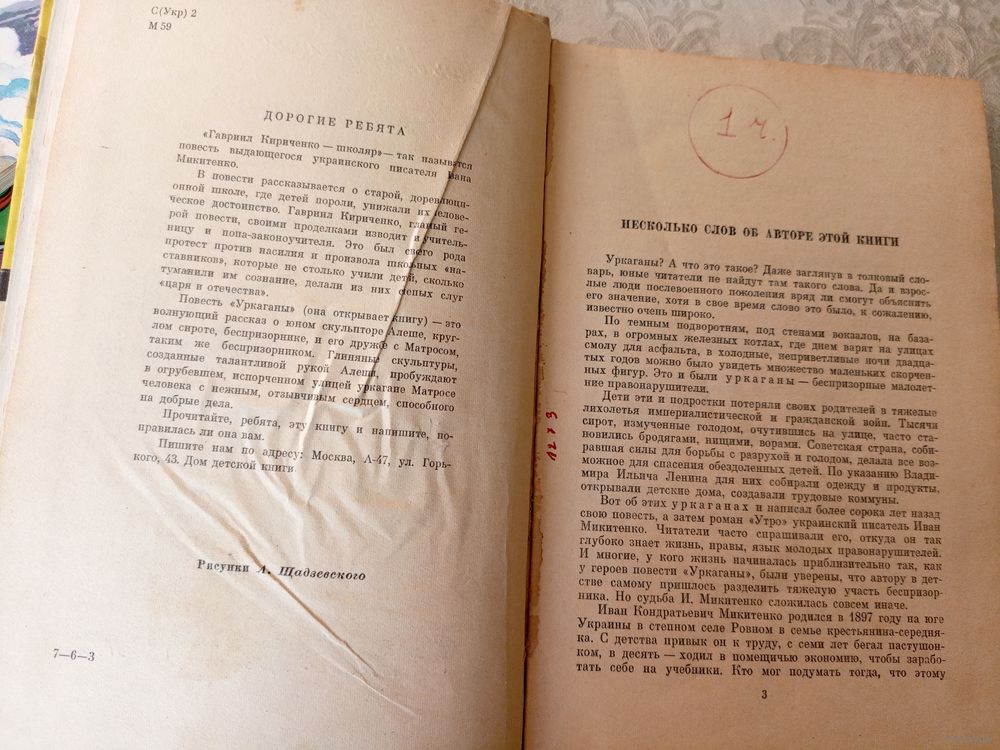 С(Укр) 2
М 59
ДОРОГИЕ РЕБЯТА
«Гавриил Кириченко — школяр» — так называется
повесть выдающегося украинского писателя Ивана
Микитенко.
В повести рассказывается о старой, дореволюци-
онной школе, где детей пороли, унижали их челове-
ческое достоинство. Гавриил Кириченко, главный ге-
рой повести, своими проделками изводит и учитель-
ницу и попа-законоучителя. Это был своего рода
протест против насилия и произвола школьных «на-
ставников», которые не столько учили детей, сколько
туманили им сознание, делали из них слепых слуг
«царя и отечества».
Повесть «Уркаганы» (она открывает книгу) — это
волнующий рассказ о юном скульпторе Алеше, круг-
лом сироте, беспризорнике, и его дружбе с Матросом,
таким же беспризорником. Глиняные скульптуры,
созданные талантливой рукой Алеши, пробуждают
в огрубевшем, испорченном улицей уркагане Матросе
человека с нежным, отзывчивым сердцем, способного
на добрые дела.
Прочитайте, ребята, эту книгу и напишите, по-
нравилась ли она вам.
Пишите нам по адресу: Москва, А-47, ул. Горь-
кого, 43. Дом детской книги.
Рисунки А. Щадзевского
7—6—3
1 ч.
НЕСКОЛЬКО СЛОВ ОБ АВТОРЕ ЭТОЙ КНИГИ
Уркаганы? А что это такое? Даже заглянув в толковый сло-
варь, юные читатели не найдут там такого слова. Да и взрос-
лые люди послевоенного поколения вряд ли смогут объяснить
его значение, хотя в свое время слово это было, к сожалению,
известно очень широко.
По темным подворотням, под стенами вокзалов, на база-
рах, в огромных железных котлах, где днем варят на улицах
смолу для асфальта, в холодные, неприветливые ночи двадца-
тых годов можно было увидеть множество маленьких скорчен-
ных фигур. Это и были уркаганы — беспризорные малолет-
ние правонарушители.
Дети эти и подростки потеряли своих родителей в тяжелые
лихолетья империалистической и гражданской войн. Тысячи
сирот, измученные голодом, очутившись на улице, часто ста-
новились бродягами, нищими, ворами. Советская страна, соби-
равшая силы для борьбы с разрухой и голодом, делала все воз-
можное для спасения обездоленных детей. По указанию Влади-
мира Ильича Ленина для них собирали одежду и продукты,
открывали детские дома, создавали трудовые коммуны.
Вот об этих уркаганах и написал более сорока лет назад
свою повесть, а затем роман «Утро» украинский писатель Иван
Микитенко. Читатели часто спрашивали его, откуда он так
глубоко знает жизнь, нравы, язык молодых правонарушителей.
И многие, у кого жизнь начиналась приблизительно так, как
у героев повести «Уркаганы», были уверены, что автору в дет-
стве самому пришлось разделить тяжелую участь беспризор-
ника. Но судьба И. Микитенко сложилась совсем иначе.
Иван Кондратьевич Микитенко родился в 1897 году на юге
Украины в степном селе Ровном в семье крестьянина-середня-
ка. С детства привык он к труду, с семи лет бегал пастушон-
ком, в десять — ходил в помещичью экономию, чтобы зарабо-
тать себе на учебники. Кто мог подумать тогда, что этому
3
1273